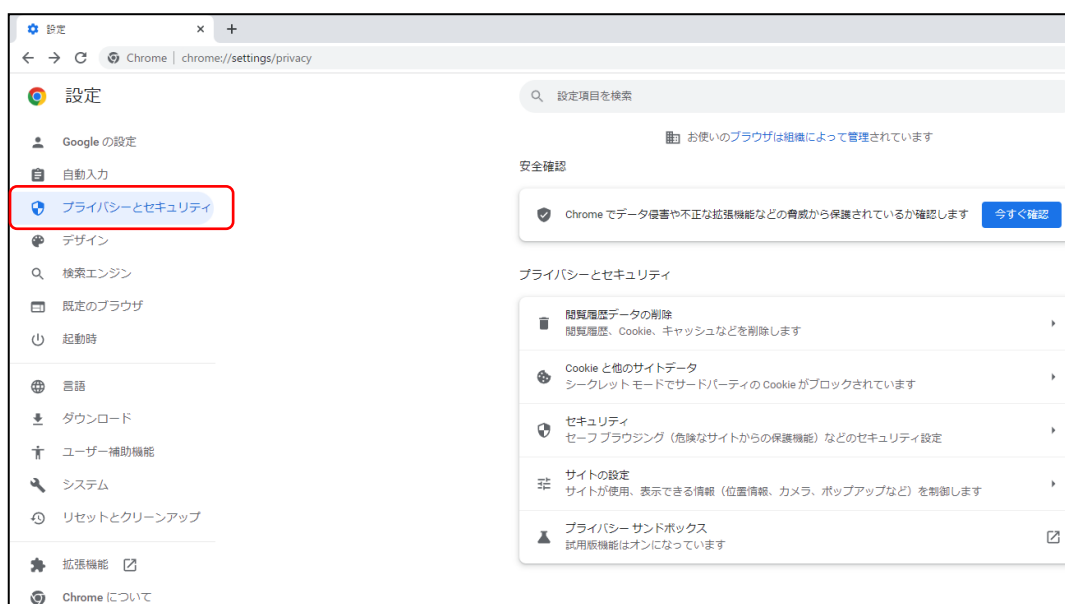 設定
Chrome | chrome://settings/privacy
設定
設定項目を検索
Google の設定
自動入力
プライバシーとセキュリティ
デザイン
検索エンジン
既定のブラウザ
起動時
言語
ダウンロード
ユーザー補助機能
システム
リセットとクリーンアップ
拡張機能
Chrome について
お使いのブラウザは組織によって管理されています
安全確認
Chrome でデータ侵害や不正な拡張機能などの脅威から保護されているか確認します
今すぐ確認
プライバシーとセキュリティ
閲覧履歴データの削除
閲覧履歴、Cookie、キャッシュなどを削除します
Cookie と他のサイトデータ
シークレット モードでサードパーティの Cookie がブロックされています
セキュリティ
セーフ ブラウジング（危険なサイトからの保護機能）などのセキュリティ設定
サイトの設定
サイトが使用、表示できる情報（位置情報、カメラ、ポップアップなど）を制御します
プライバシー サンドボックス
試用版機能はオンになっています